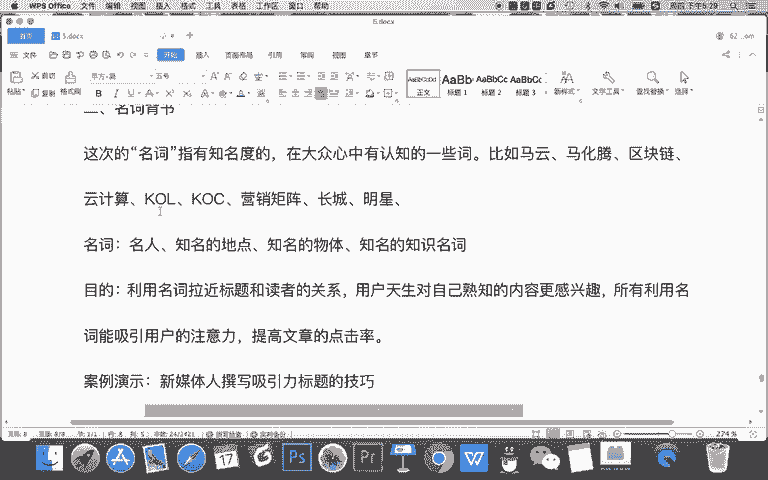 WPS Office 文件 编辑 视图 插入 格式 工具 表格 工作区 窗口 帮助
5.docx
首页 5.docx
文件 开始 插入 页面布局 引用 审阅 视图 章节
粘贴 剪切 复制 格式刷 五号 正文 标题 1 标题 2 标题 3 新样式 文字工具 查找替换 选择
二、名词背书
这次的“名词”指有知名度的，在大众心中有认知的一些词。比如马云、马化腾、区块链、
云计算、KOL、KOC、营销矩阵、长城、明星、
名词：名人、知名的地点、知名的物体、知名的知识名词
目的：利用名词拉近标题和读者的关系，用户天生对自己熟知的内容更感兴趣，所有利用名
词能吸引用户的注意力，提高文章的点击率。
案例演示：新媒体人撰写吸引力标题的技巧
274 %